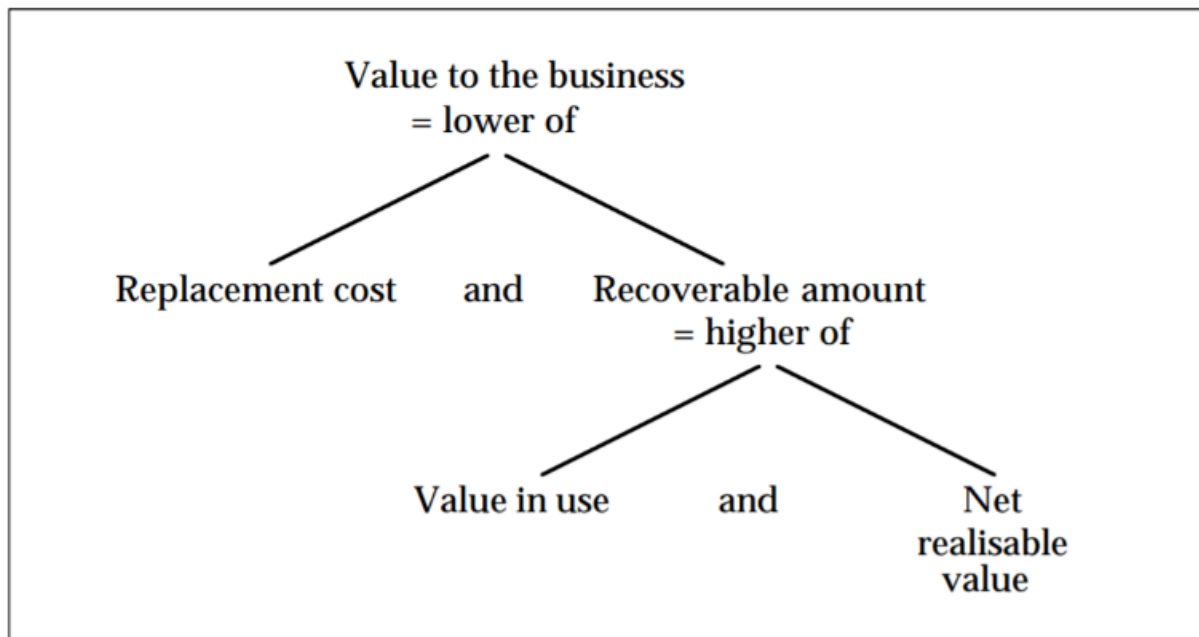 Value to the business
= lower of
Replacement cost and Recoverable amount
= higher of
Value in use and Net
realisable
value